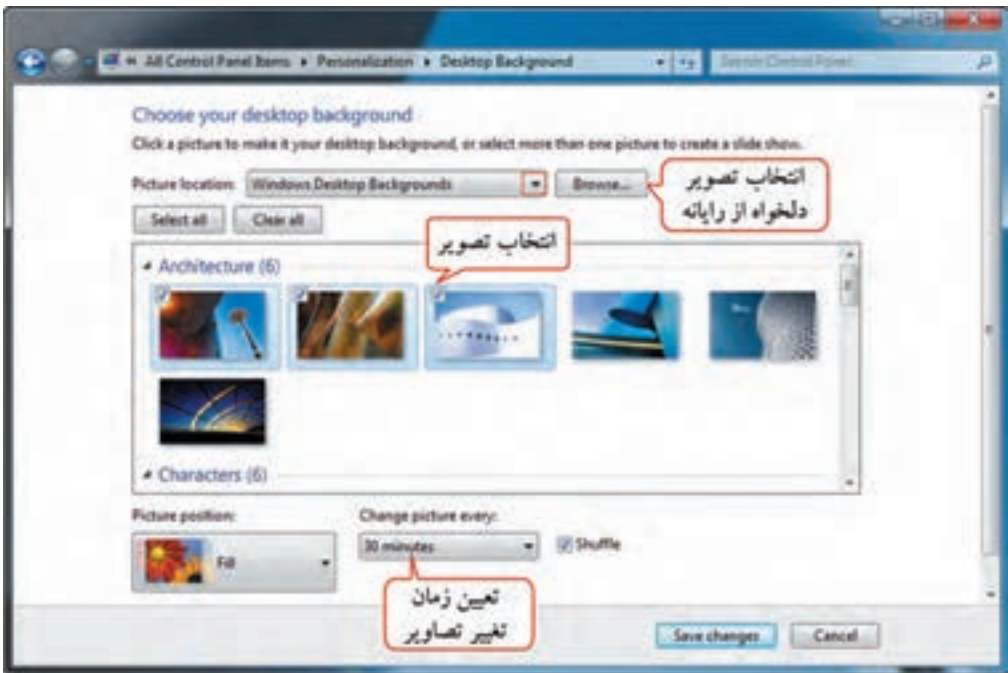 « All Control Panel Items ▸ Personalization ▸ Desktop Background
Search Control Panel
Choose your desktop background
Click a picture to make it your desktop background, or select more than one picture to create a slide show.
Picture location: Windows Desktop Backgrounds Browse...
انتخاب تصویر
دلخواه از رایانه
Select all Clear all
انتخاب تصویر
Architecture (6)
Characters (6)
Picture position: Change picture every:
Fill 30 minutes Shuffle
تعیین زمان
تغییر تصاویر
Save changes Cancel